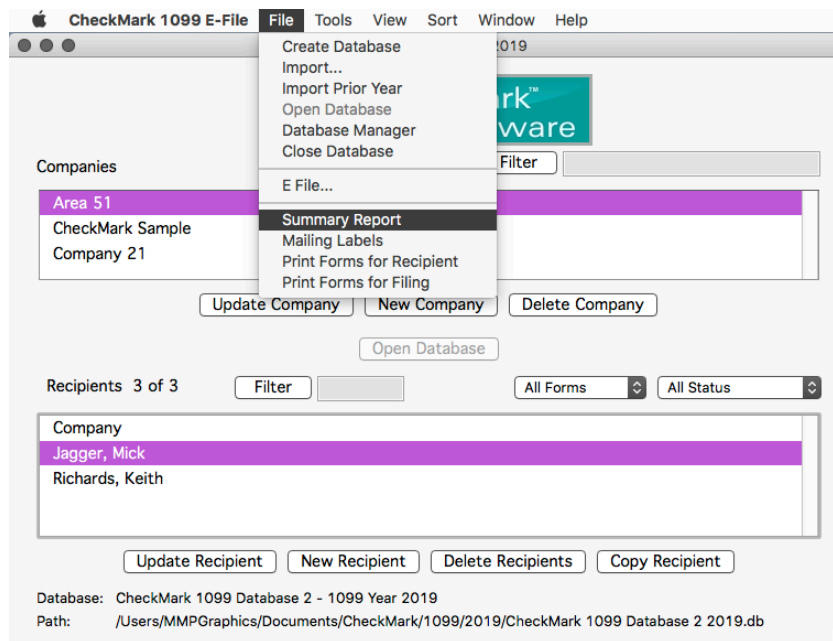 CheckMark 1099 E-File File Tools View Sort Window Help
2019
Create Database
Import...
Import Prior Year
Open Database
Database Manager
Close Database
E File...
Summary Report
Mailing Labels
Print Forms for Recipient
Print Forms for Filing
rk™
ware
Companies
Filter
Area 51
CheckMark Sample
Company 21
Update Company New Company Delete Company
Open Database
Recipients 3 of 3 Filter All Forms All Status
Company
Jagger, Mick
Richards, Keith
Update Recipient New Recipient Delete Recipients Copy Recipient
Database: CheckMark 1099 Database 2 - 1099 Year 2019
Path: /Users/MMPGraphics/Documents/CheckMark/1099/2019/CheckMark 1099 Database 2 2019.db